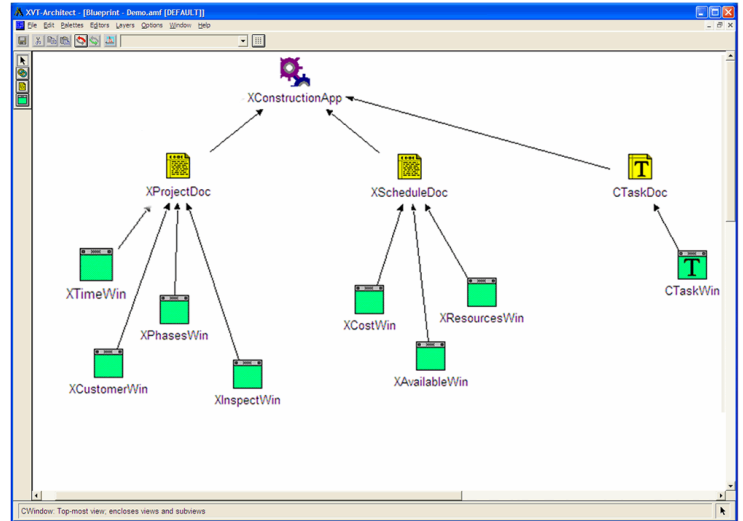 XVT-Architect - [Blueprint - Demo.amf [DEFAULT]]
File Edit Palettes Editors Layers Options Window Help
XConstructionApp
XProjectDoc
XScheduleDoc
T
CTaskDoc
XTimeWin
XPhasesWin
XCustomerWin
XInspectWin
XCostWin
XResourcesWin
XAvailableWin
T
CTaskWin
CWindow: Top-most view; encloses views and subviews